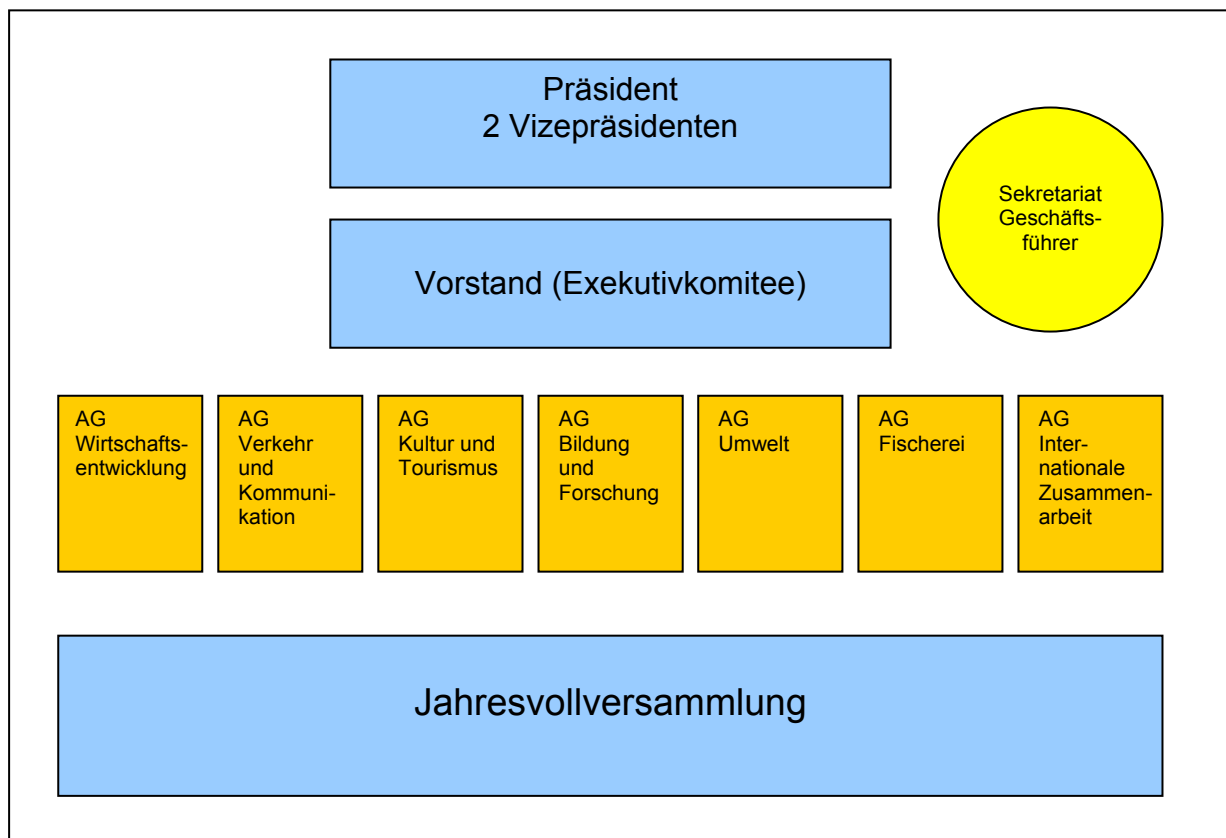 Präsident
2 Vizepräsidenten
Sekretariat
Geschäfts-
führer
Vorstand (Exekutivkomitee)
AG
Wirtschafts-
entwicklung
AG
Verkehr
und
Kommuni-
kation
AG
Kultur und
Tourismus
AG
Bildung
und
Forschung
AG
Umwelt
AG
Fischerei
AG
Inter-
nationale
Zusammen-
arbeit
Jahresvollversammlung